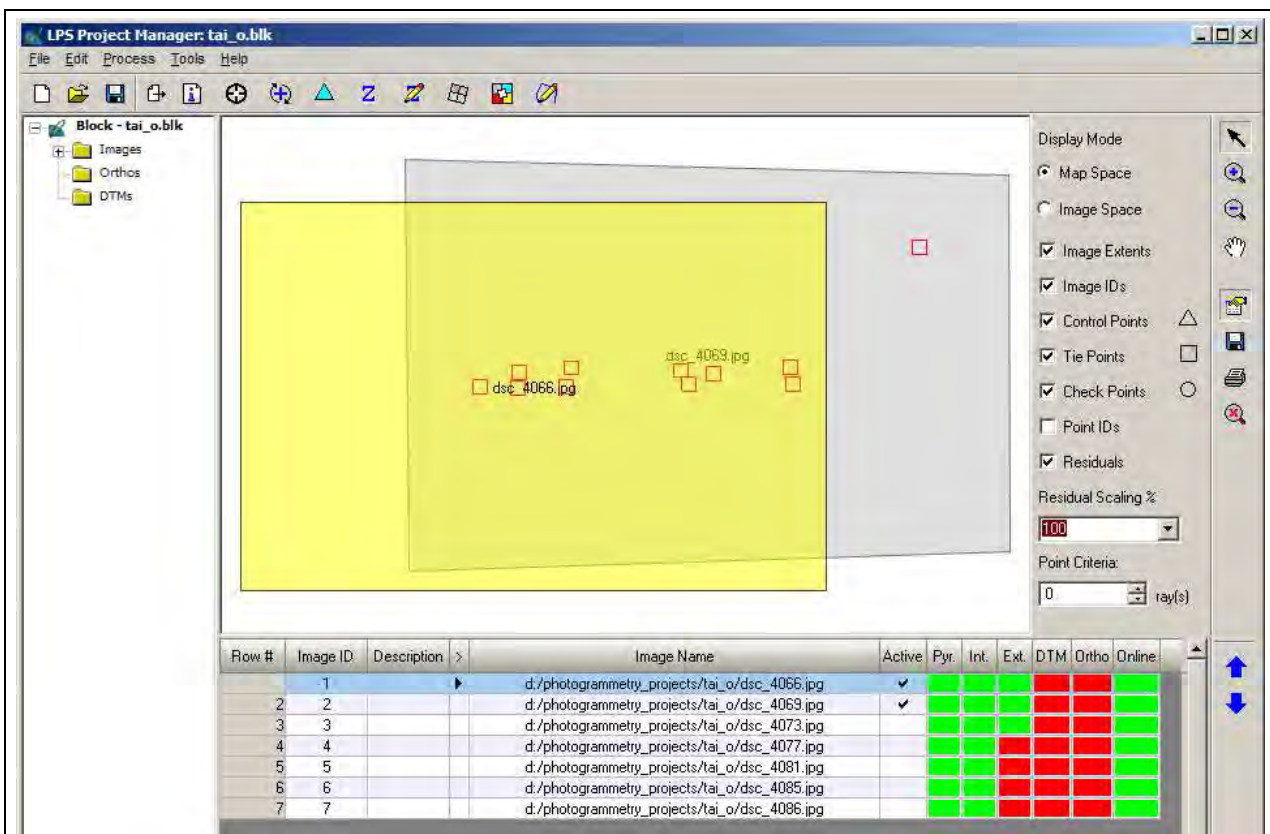 LPS Project Manager: tai_o.blk
File Edit Process Tools Help
Block - tai_o.blk
Images
Orthos
DTMs
dsc_4069.jpg
dsc_4066.jpg
Display Mode
Map Space
Image Space
Image Extents
Image IDs
Control Points
Tie Points
Check Points
Point IDs
Residuals
Residual Scaling %
100
Point Criteria:
0 ray(s)
Row # Image ID Description > Image Name Active Pyr. Int. Ext. DTM Ortho Online
1 d:/photogrammetry_projects/tai_o/dsc_4066.jpg
2 2 d:/photogrammetry_projects/tai_o/dsc_4069.jpg
3 3 d:/photogrammetry_projects/tai_o/dsc_4073.jpg
4 4 d:/photogrammetry_projects/tai_o/dsc_4077.jpg
5 5 d:/photogrammetry_projects/tai_o/dsc_4081.jpg
6 6 d:/photogrammetry_projects/tai_o/dsc_4085.jpg
7 7 d:/photogrammetry_projects/tai_o/dsc_4086.jpg